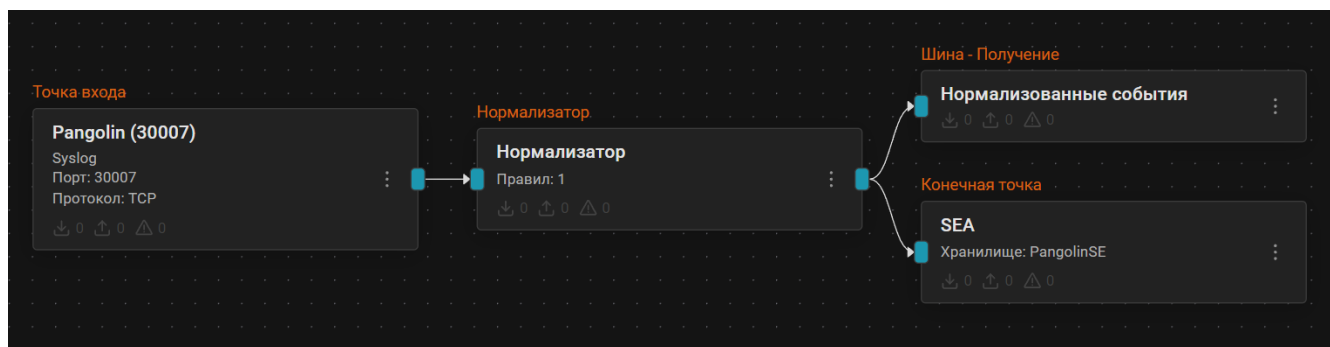 Точка входа
Pangolin (30007)
Syslog
Порт: 30007
Протокол: TCP
0 0 0
Нормализатор
Нормализатор
Правил: 1
0 0 0
Шина - Получение
Нормализованные события
0 0 0
Конечная точка
SEA
Хранилище: PangolinSE
0 0 0